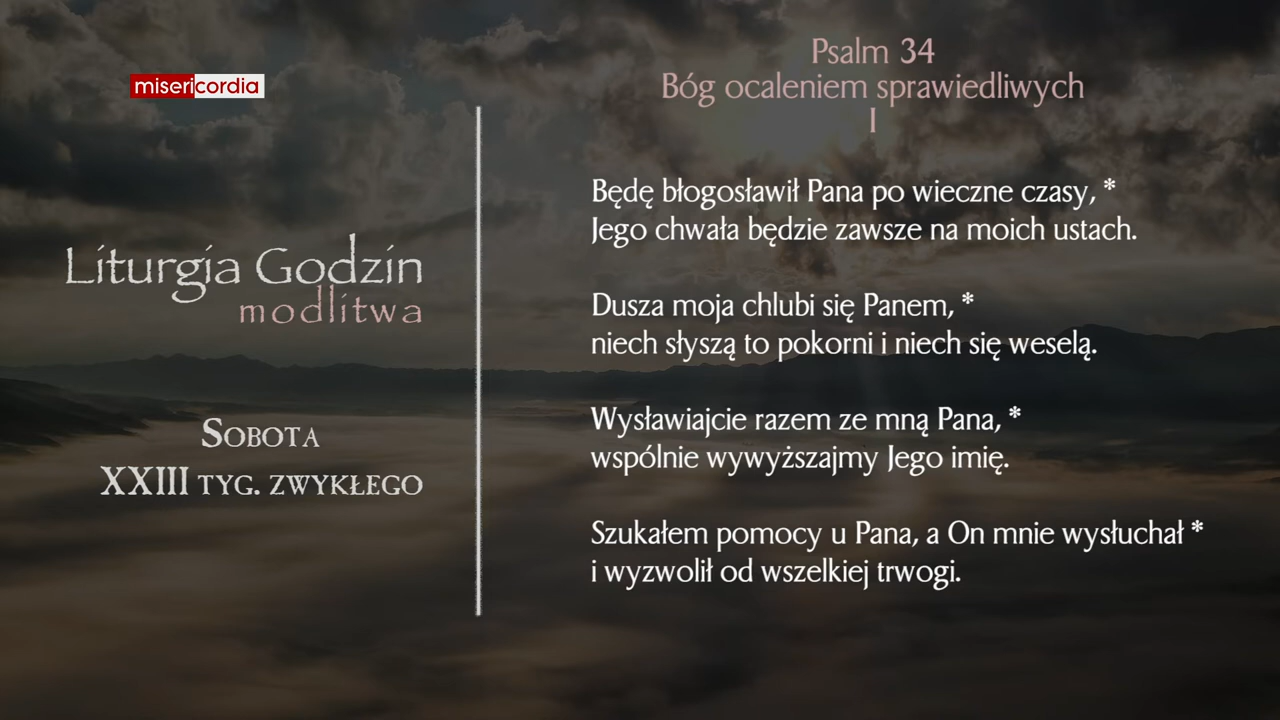 misericordia
Liturgia Godzin
modlitwa
Sobota
XXIII tyg. zwykłego
Psalm 34
Bóg ocaleniem sprawiedliwych
I
Będę błogosławił Pana po wieczne czasy, *
Jego chwała będzie zawsze na moich ustach.
Dusza moja chlubi się Panem, *
niech słyszą to pokorni i niech się weselą.
Wysławiajcie razem ze mną Pana, *
wspólnie wywyższajmy Jego imię.
Szukałem pomocy u Pana, a On mnie wysłuchał *
i wyzwolił od wszelkiej trwogi.